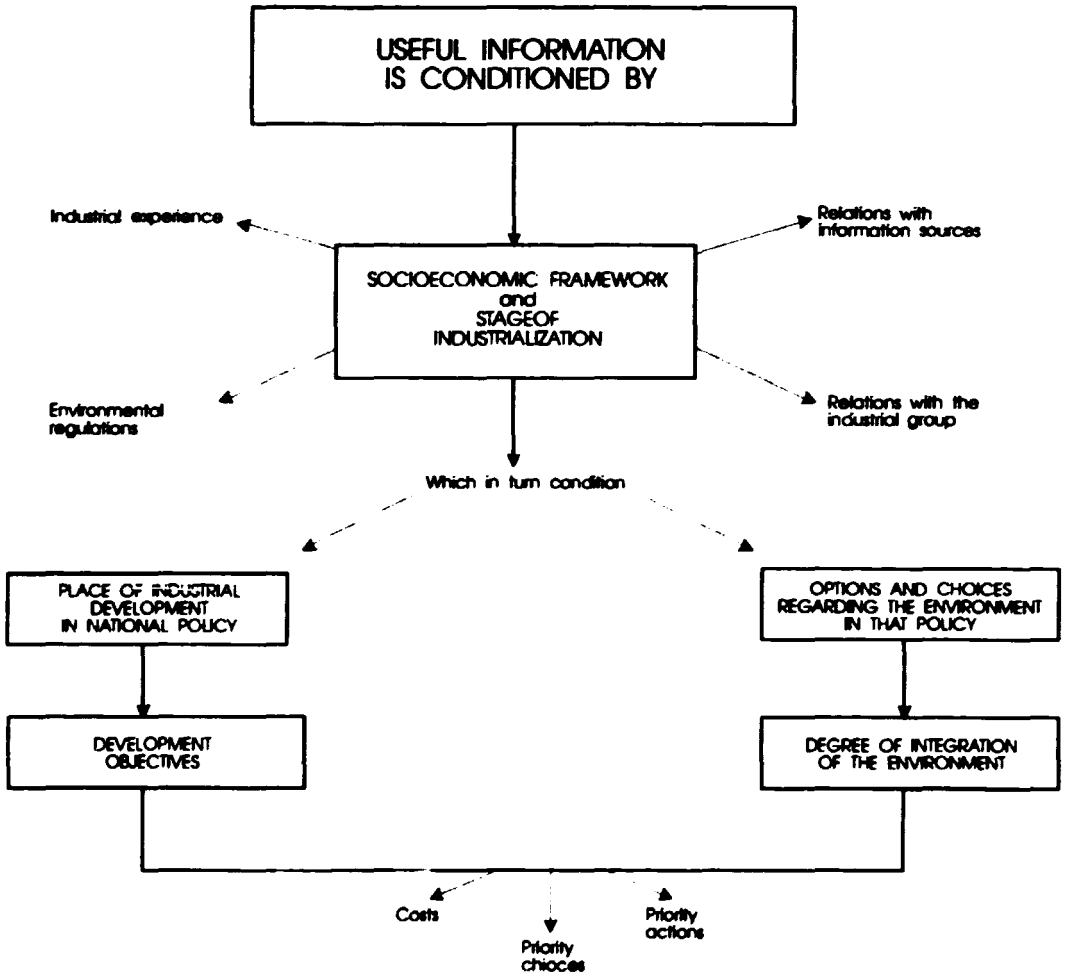 USEFUL INFORMATION
IS CONDITIONED BY
Industrial experience
Relations with
information sources
SOCIOECONOMIC FRAMEWORK
and
STAGEOF
INDUSTRIALIZATION
Environmental
regulations
Relations with the
industrial group
Which in turn condition
PLACE OF INDUSTRIAL
DEVELOPMENT
IN NATIONAL POLICY
OPTIONS AND CHOICES
REGARDING THE ENVIRONMENT
IN THAT POLICY
DEVELOPMENT
OBJECTIVES
DEGREE OF INTEGRATION
OF THE ENVIRONMENT
Costs
Priority
chioces
Priority
actions